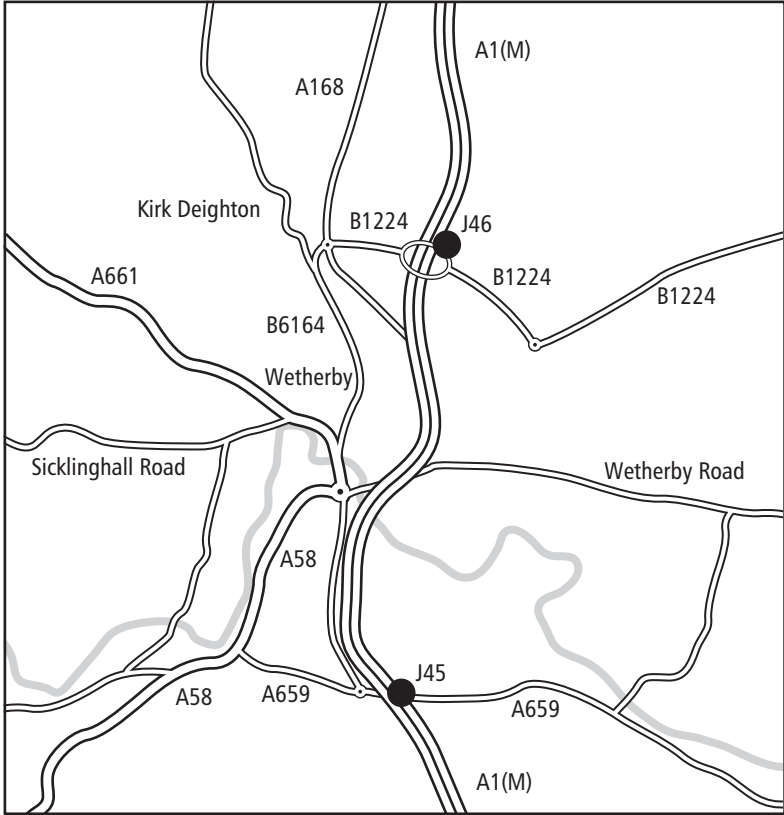 A1(M)
A168
Kirk Deighton
B1224
J46
A661
B1224
B1224
B6164
Wetherby
Sicklinghall Road
Wetherby Road
A58
J45
A58
A659
A659
A1(M)